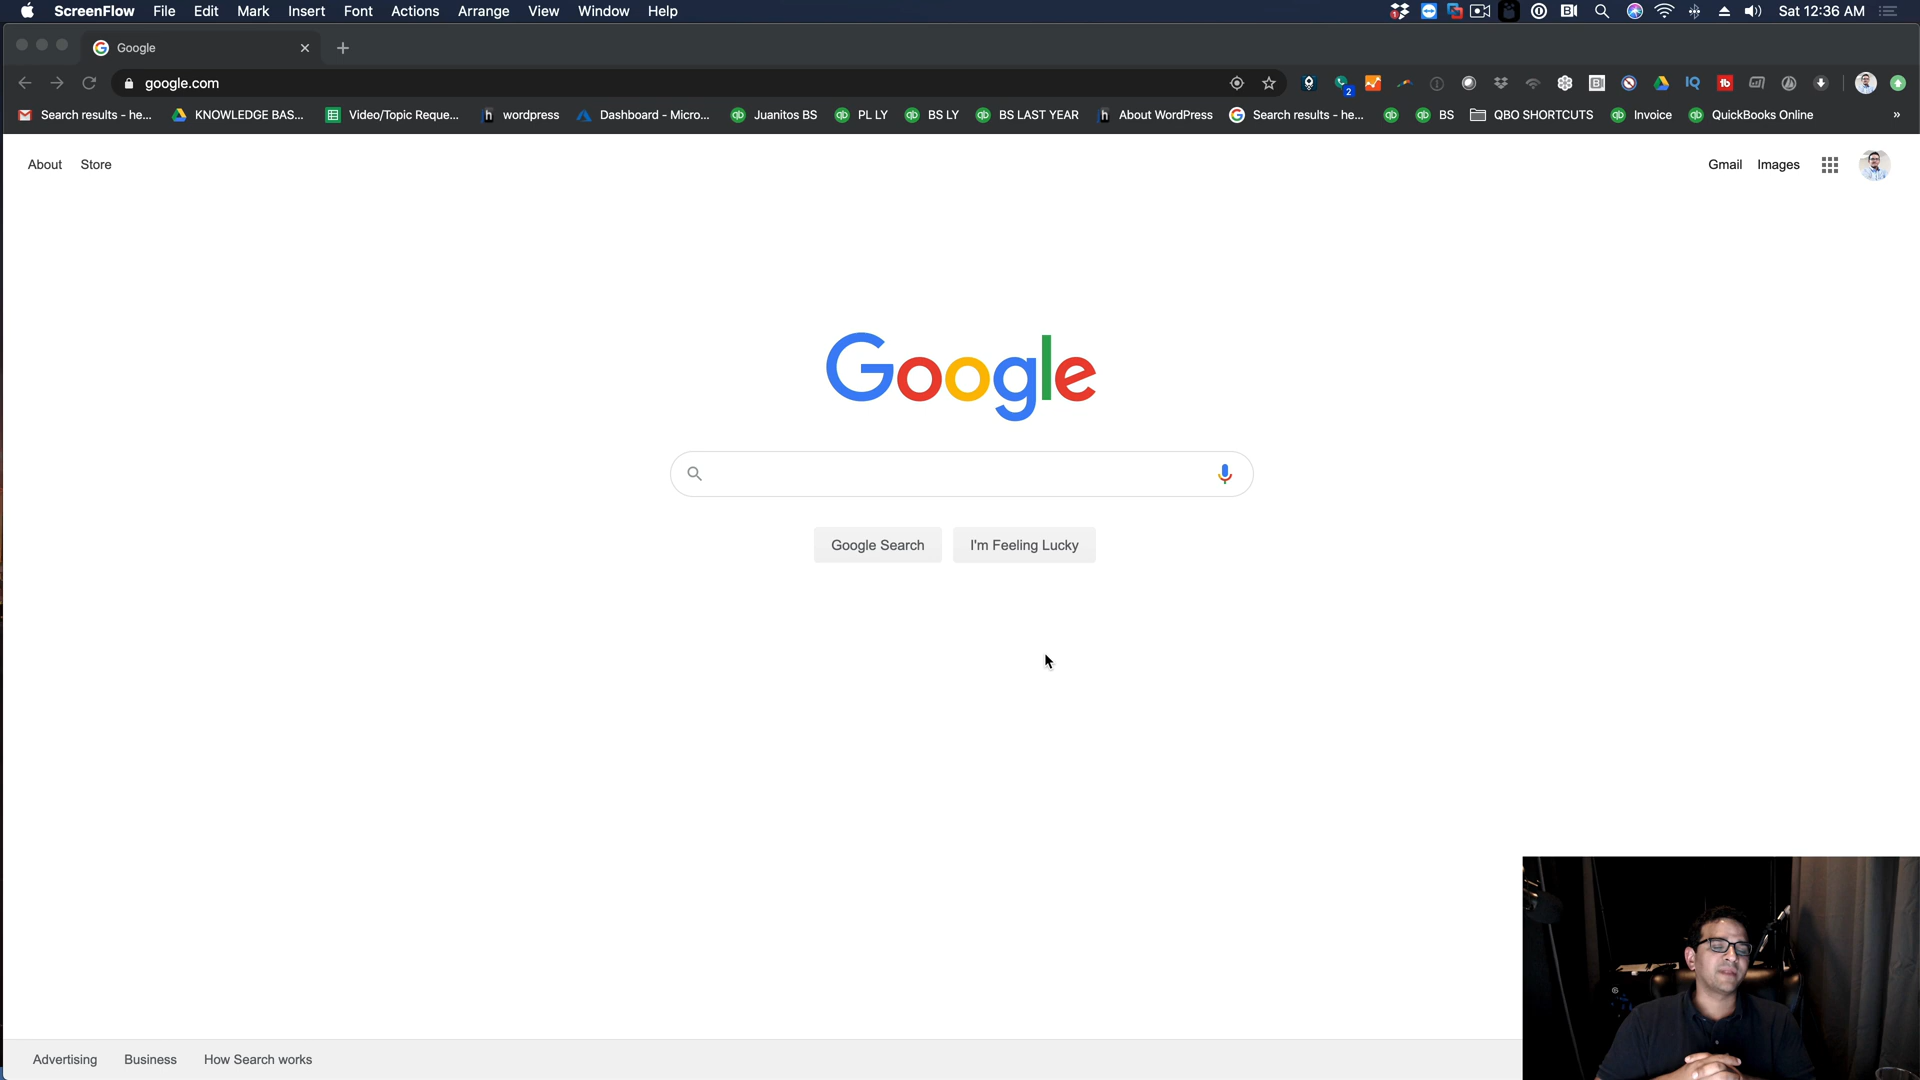 ScreenFlow File Edit Mark Insert Font Actions Arrange View Window Help Sat 12:36 AM
Google
google.com
2
Search results - he... KNOWLEDGE BAS... Video/Topic Reque... wordpress Dashboard - Micro... Juanitos BS PL LY BS LY BS LAST YEAR About WordPress Search results - he... BS QBO SHORTCUTS Invoice QuickBooks Online »
About Store Gmail Images
Google
Google Search I'm Feeling Lucky
Advertising Business How Search works